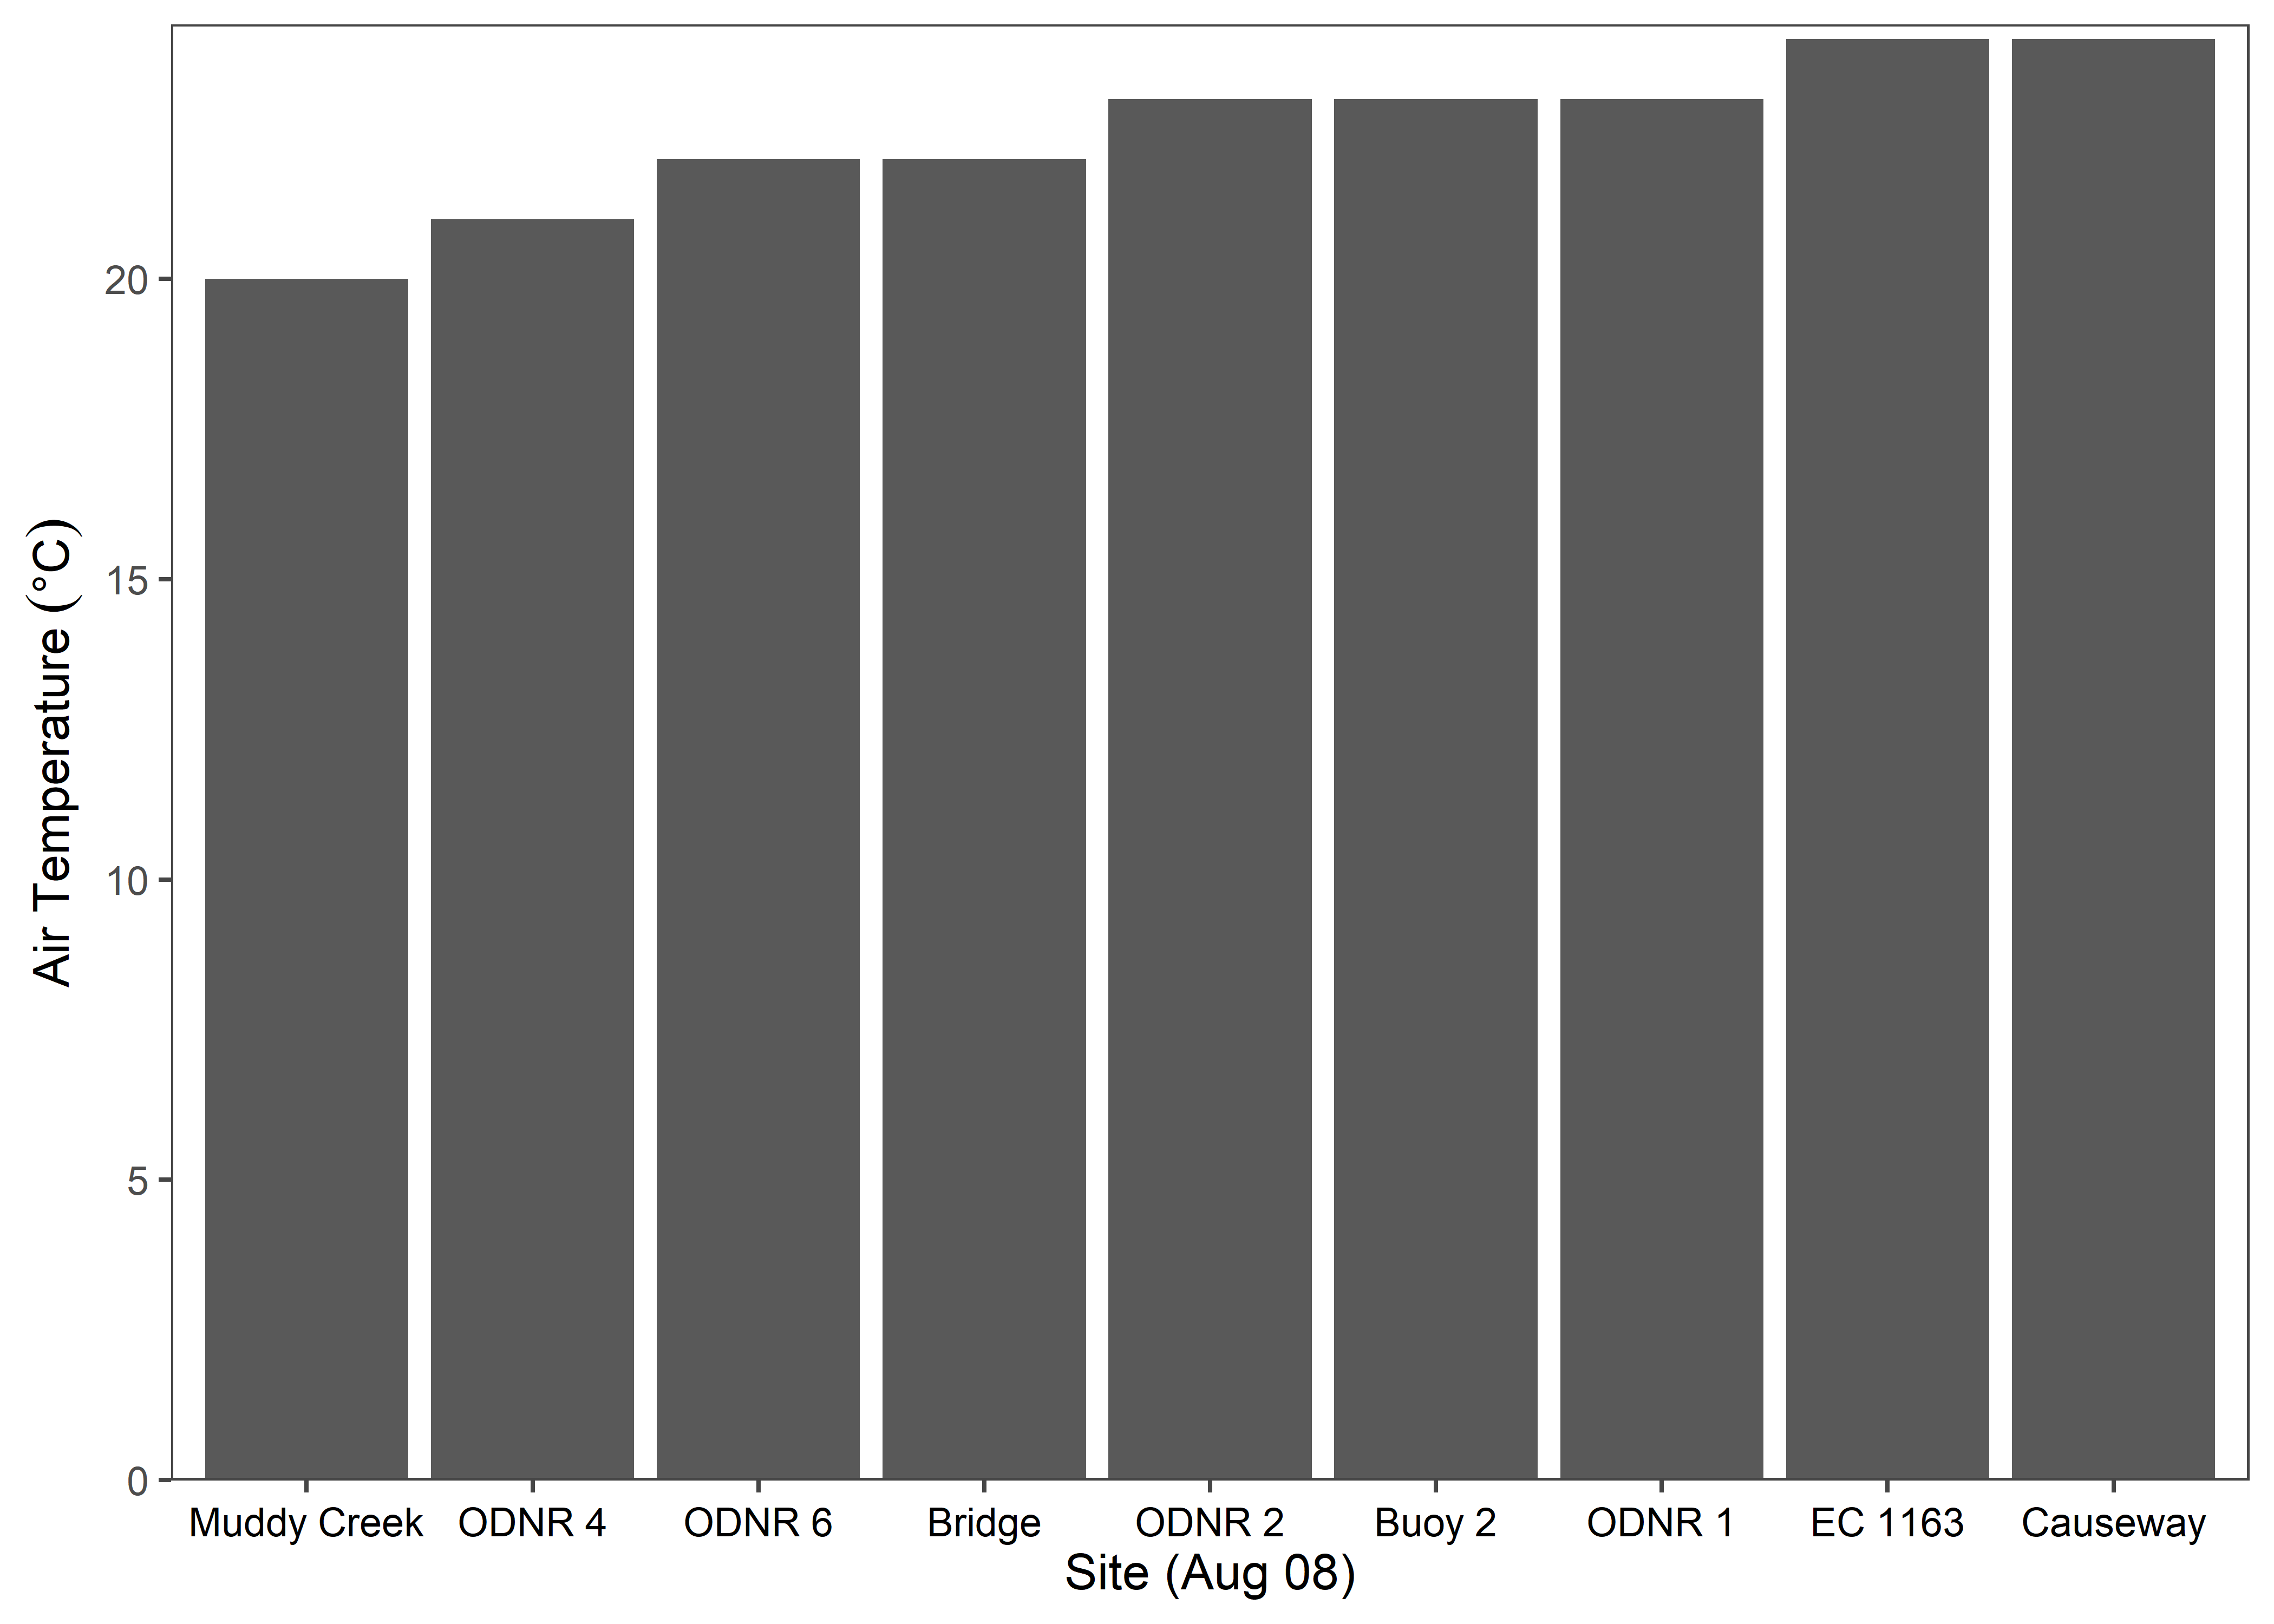 Air Temperature (°C)
20
15
10
5
0
Muddy Creek ODNR 4 ODNR 6 Bridge ODNR 2 Buoy 2 ODNR 1 EC 1163 Causeway
Site (Aug 08)